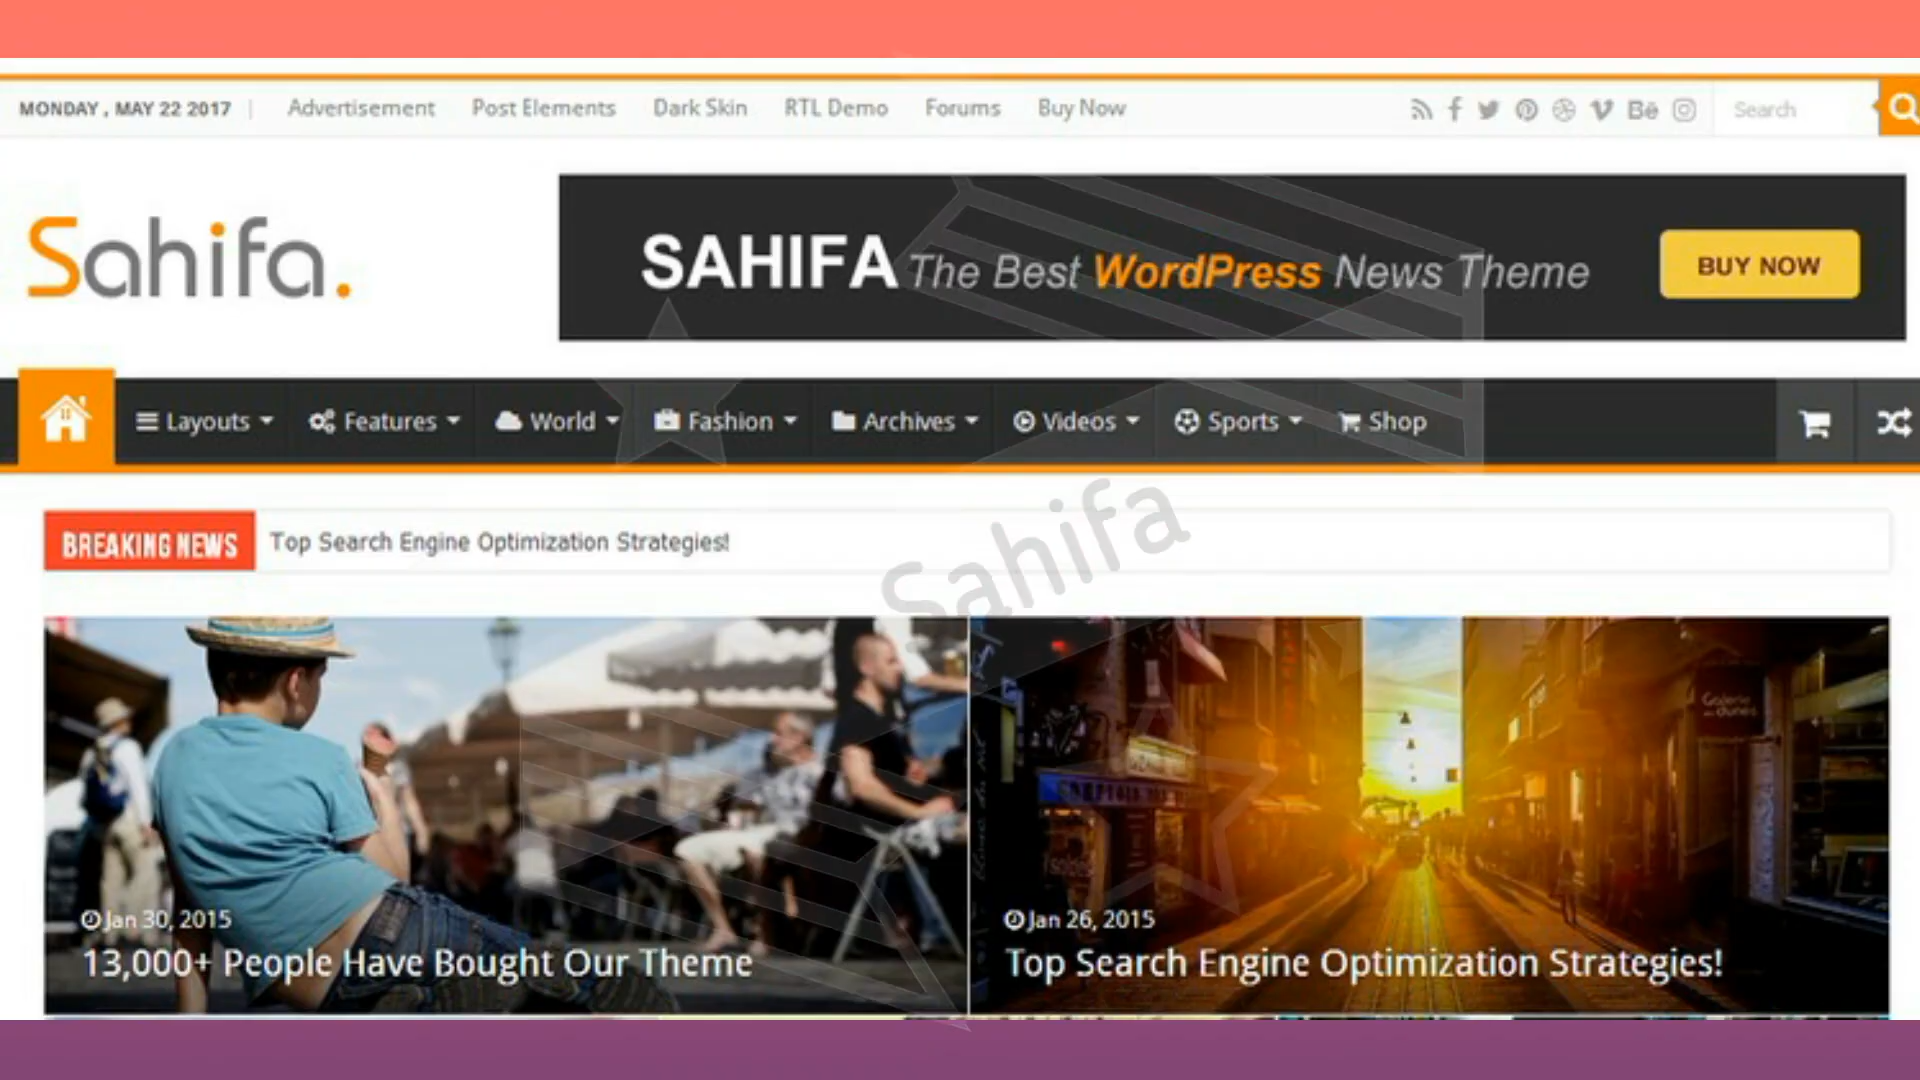 MONDAY , MAY 22 2017 Advertisement Post Elements Dark Skin RTL Demo Forums Buy Now Search
Sahifa.
SAHIFA The Best WordPress News Theme BUY NOW
Layouts Features World Fashion Archives Videos Sports Shop
BREAKING NEWS Top Search Engine Optimization Strategies!
Sahifa
Jan 30, 2015
13,000+ People Have Bought Our Theme
Jan 26, 2015
Top Search Engine Optimization Strategies!